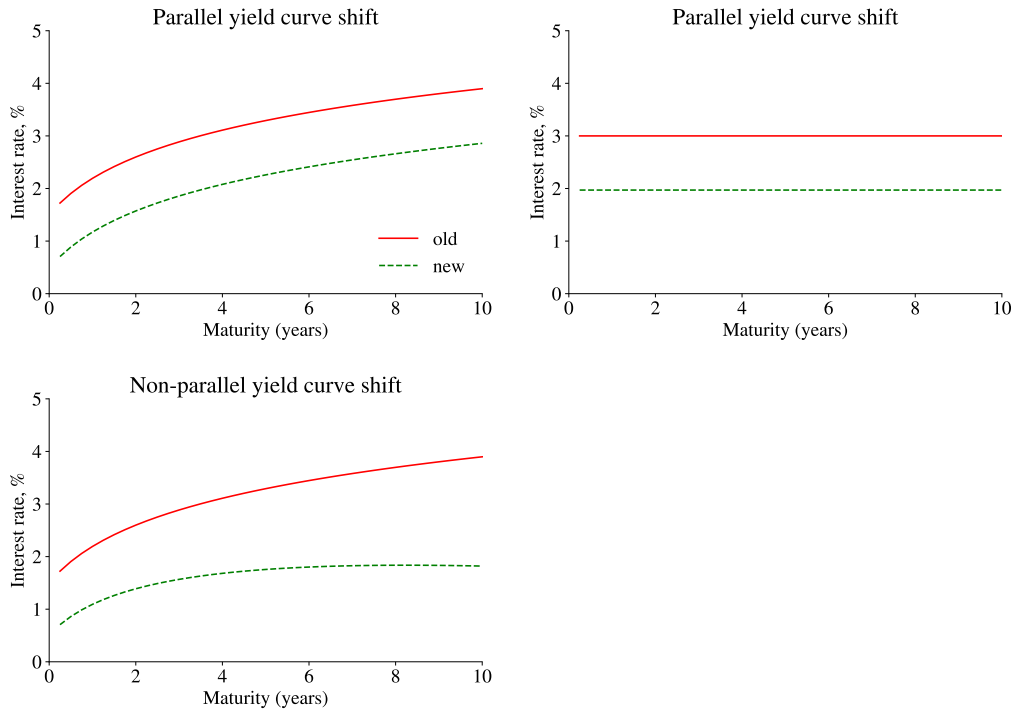 Parallel yield curve shift
5
4
3
2
1
0
Interest rate, %
old
new
0 2 4 6 8 10
Maturity (years)
Parallel yield curve shift
5
4
3
2
1
0
Interest rate, %
0 2 4 6 8 10
Maturity (years)
Non-parallel yield curve shift
5
4
3
2
1
0
Interest rate, %
0 2 4 6 8 10
Maturity (years)